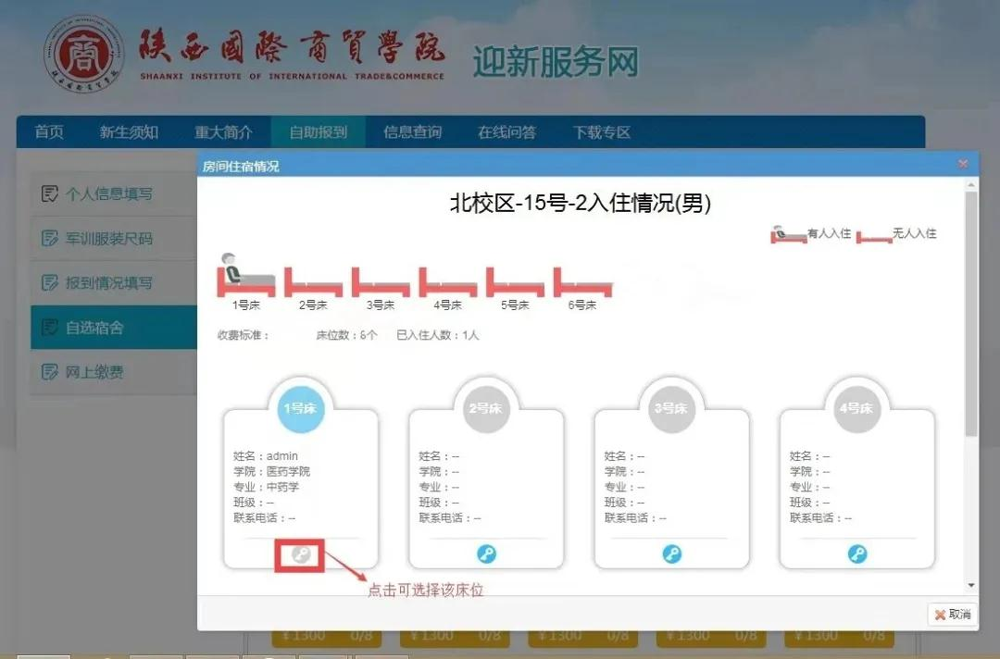 陕西國際商貿學院
SHAANXI INSTITUTE OF INTERNATIONAL TRADE&COMMERCE
迎新服务网
首页 新生须知 重大简介 自助报到 信息查询 在线问答 下载专区
个人信息填写
军训服装尺码
报到情况填写
自选宿舍
网上缴费
房间住宿情况
北校区-15号-2入住情况(男)
有人入住 无人入住
1号床 2号床 3号床 4号床 5号床 6号床
收费标准: 床位数:6个 已入住人数:1人
1号床 2号床 3号床 4号床
姓名:admin 姓名:-- 姓名:-- 姓名:--
学院:医药学院 学院:-- 学院:-- 学院:--
专业:中药学 专业:-- 专业:-- 专业:--
班级:-- 班级:-- 班级:-- 班级:--
联系电话:-- 联系电话:-- 联系电话:-- 联系电话:--
点击可选择该床位
取消
¥1300 0/8 ¥1300 0/8 ¥1300 0/8 ¥1300 0/8 ¥1300 0/8